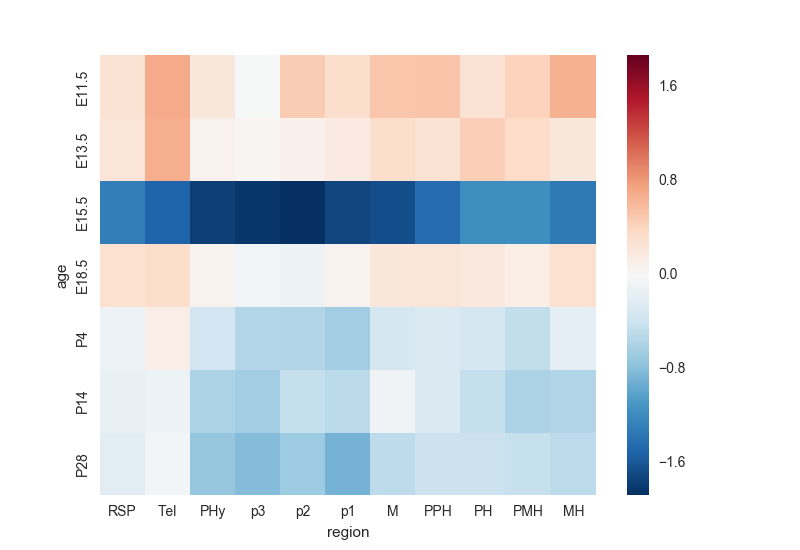 E11.5
E13.5
E15.5
E18.5
P4
P14
P28
age
RSP Tel PHy p3 p2 p1 M PPH PH PMH MH
region
1.6
0.8
0.0
−0.8
−1.6